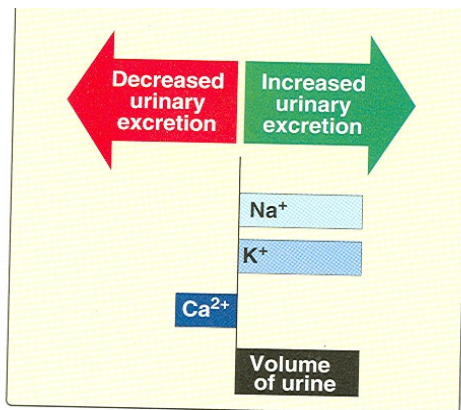 Decreased
urinary
excretion
Increased
urinary
excretion
Na⁺
K⁺
Ca²⁺
Volume
of urine